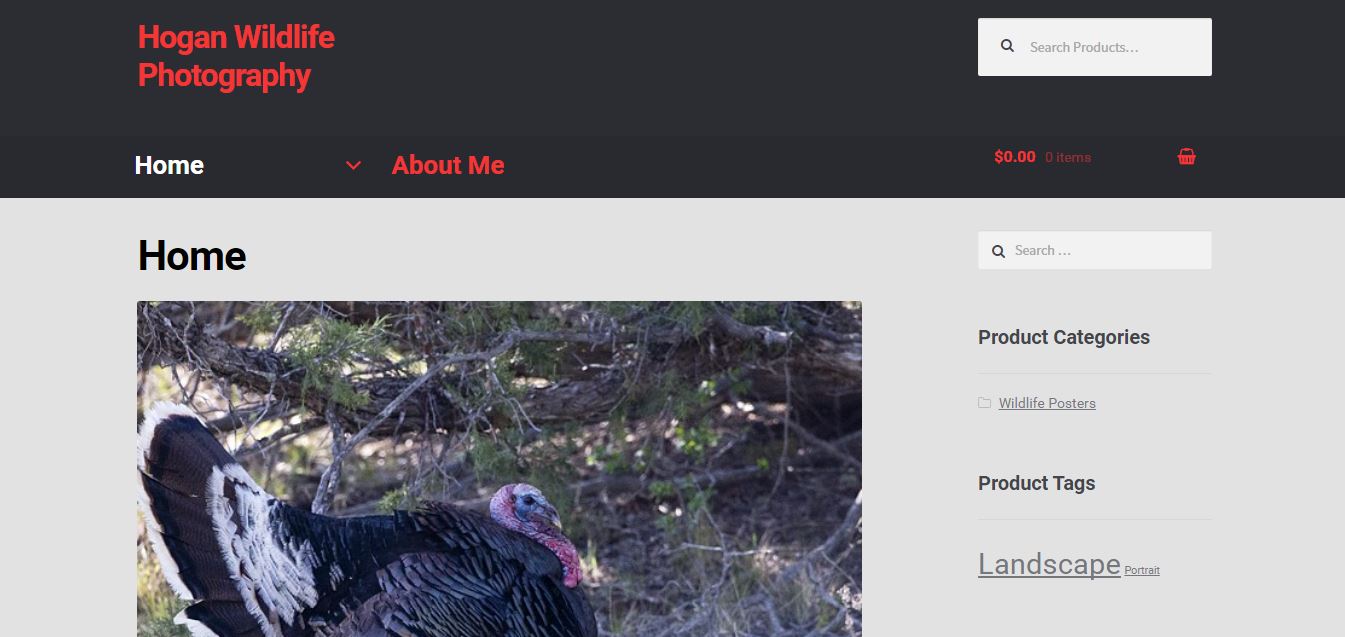 Hogan Wildlife
Photography
Search Products…
Home
About Me
$0.00 0 items
Home
Search …
Product Categories
Wildlife Posters
Product Tags
Landscape Portrait